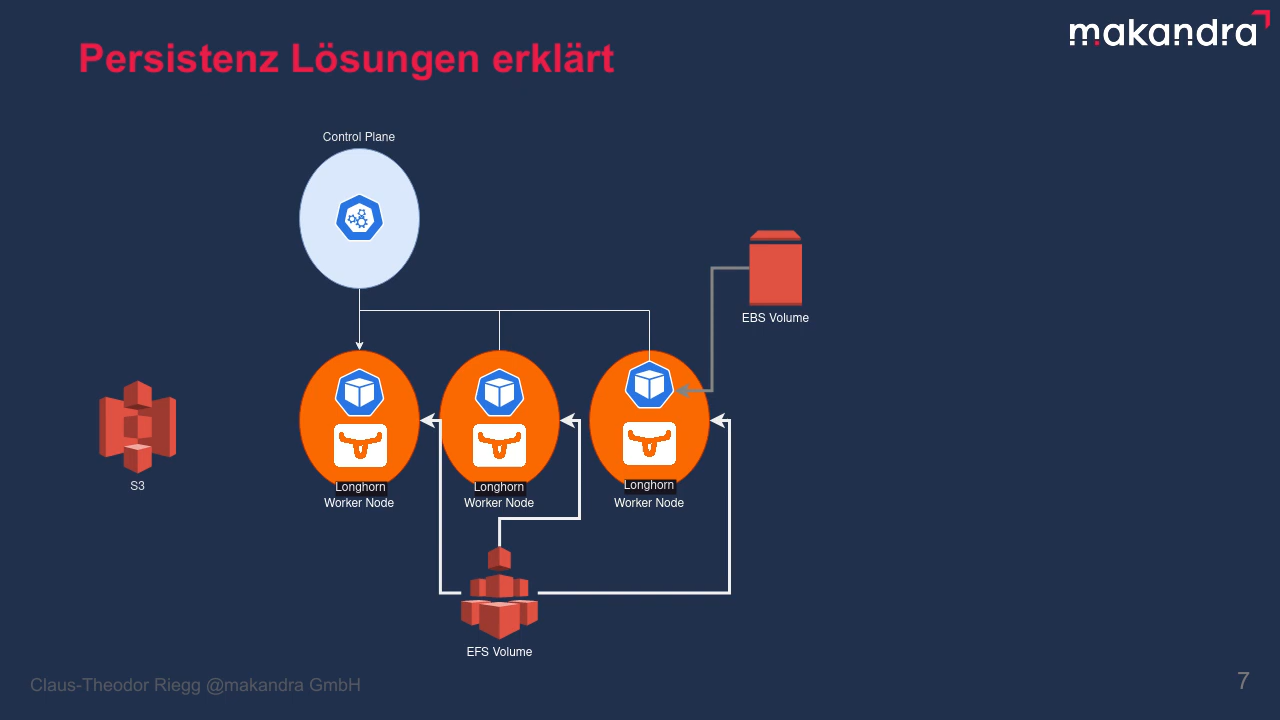 makandra
Persistenz Lösungen erklärt
Control Plane
EBS Volume
Longhorn
Worker Node
Longhorn
Worker Node
Longhorn
Worker Node
S3
EFS Volume
Claus-Theodor Riegg @makandra GmbH
7